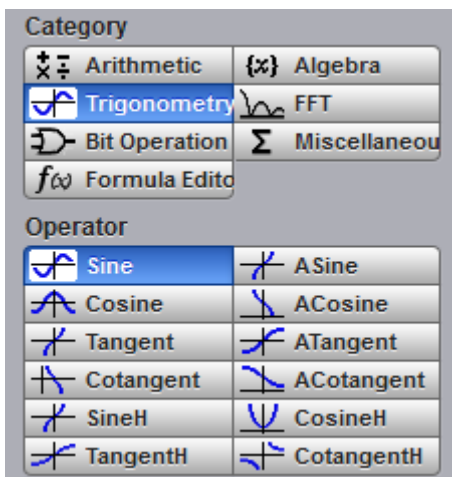 Category
Arithmetic {x} Algebra
Trigonometry FFT
Bit Operation Σ Miscellaneou
f(x) Formula Edito
Operator
Sine ASine
Cosine ACosine
Tangent ATangent
Cotangent ACotangent
SineH CosineH
TangentH CotangentH